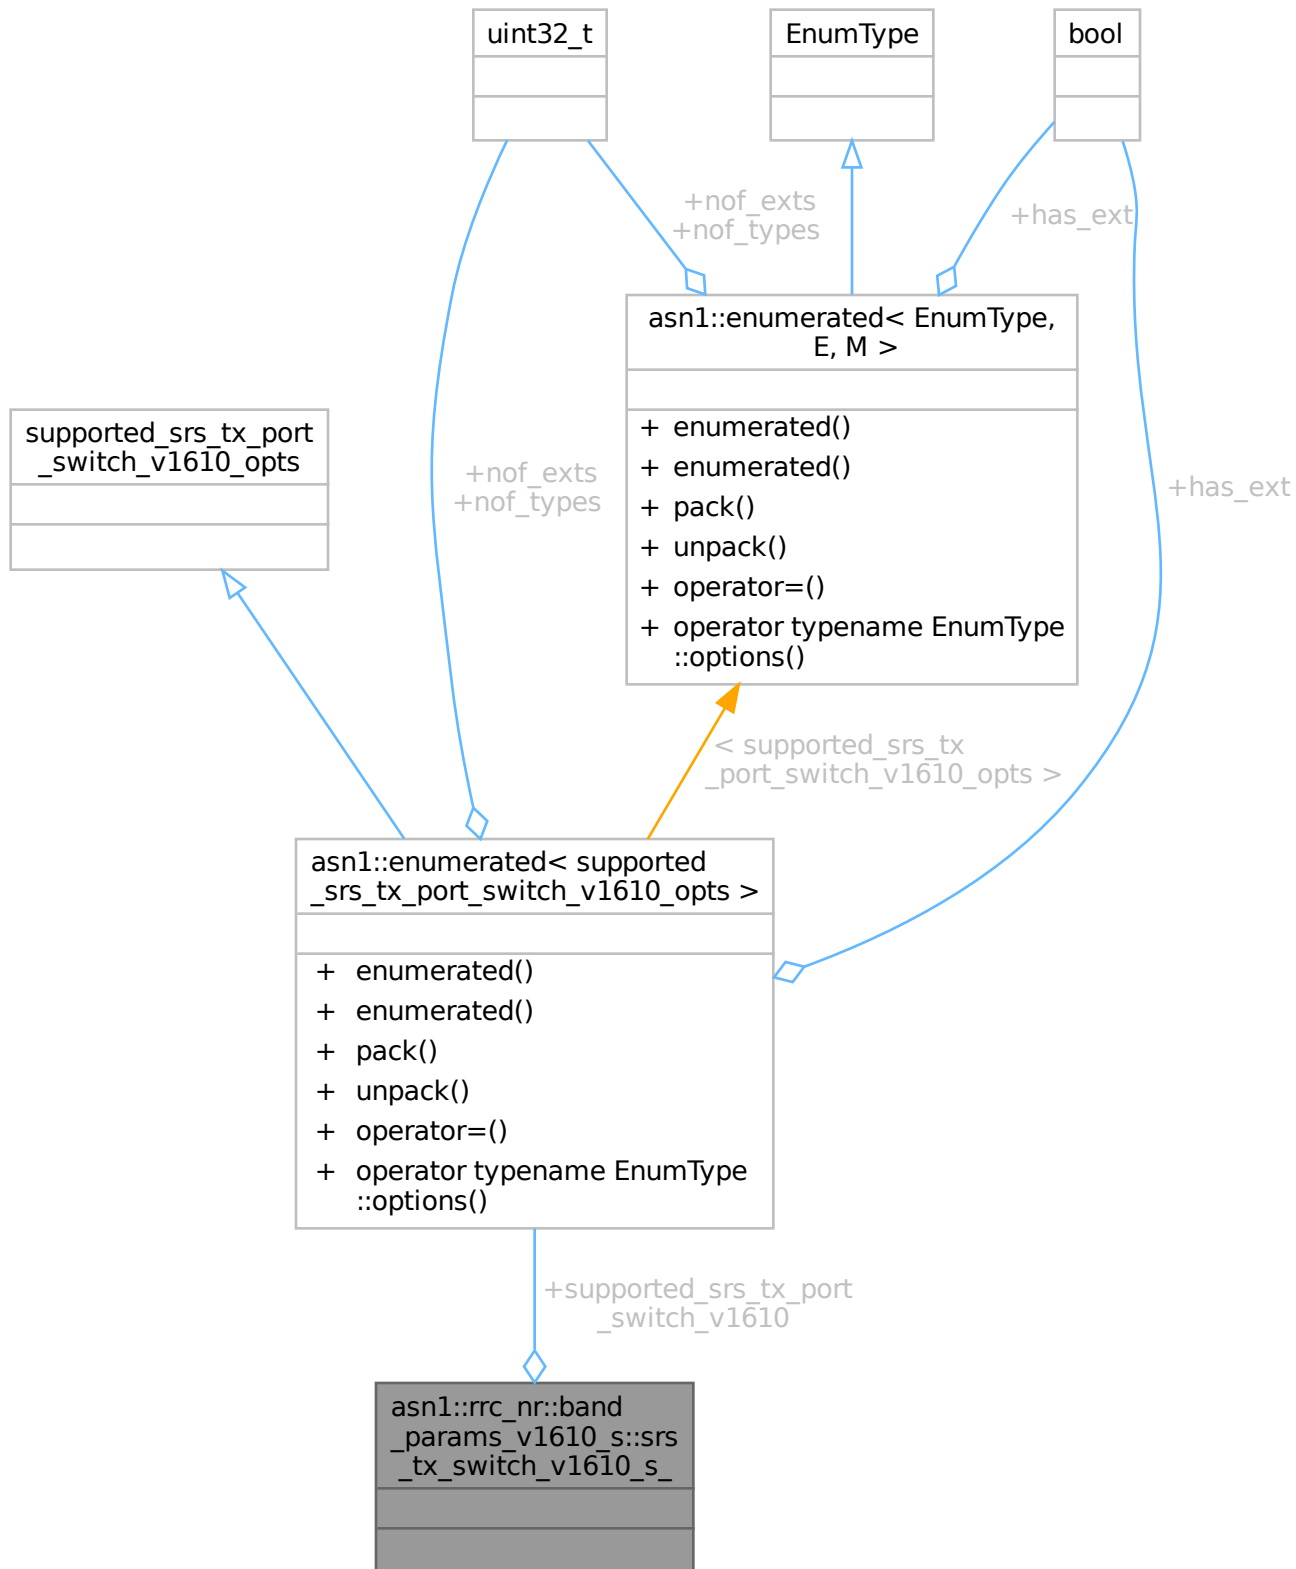 uint32_t
EnumType
bool
+nof_exts
+nof_types
+has_ext
asn1::enumerated< EnumType,
E, M >
+ enumerated()
+ enumerated()
+ pack()
+ unpack()
+ operator=()
+ operator typename EnumType
::options()
supported_srs_tx_port
_switch_v1610_opts
+nof_exts
+nof_types
+has_ext
< supported_srs_tx
_port_switch_v1610_opts >
asn1::enumerated< supported
_srs_tx_port_switch_v1610_opts >
+ enumerated()
+ enumerated()
+ pack()
+ unpack()
+ operator=()
+ operator typename EnumType
::options()
+supported_srs_tx_port
_switch_v1610
asn1::rrc_nr::band
_params_v1610_s::srs
_tx_switch_v1610_s_